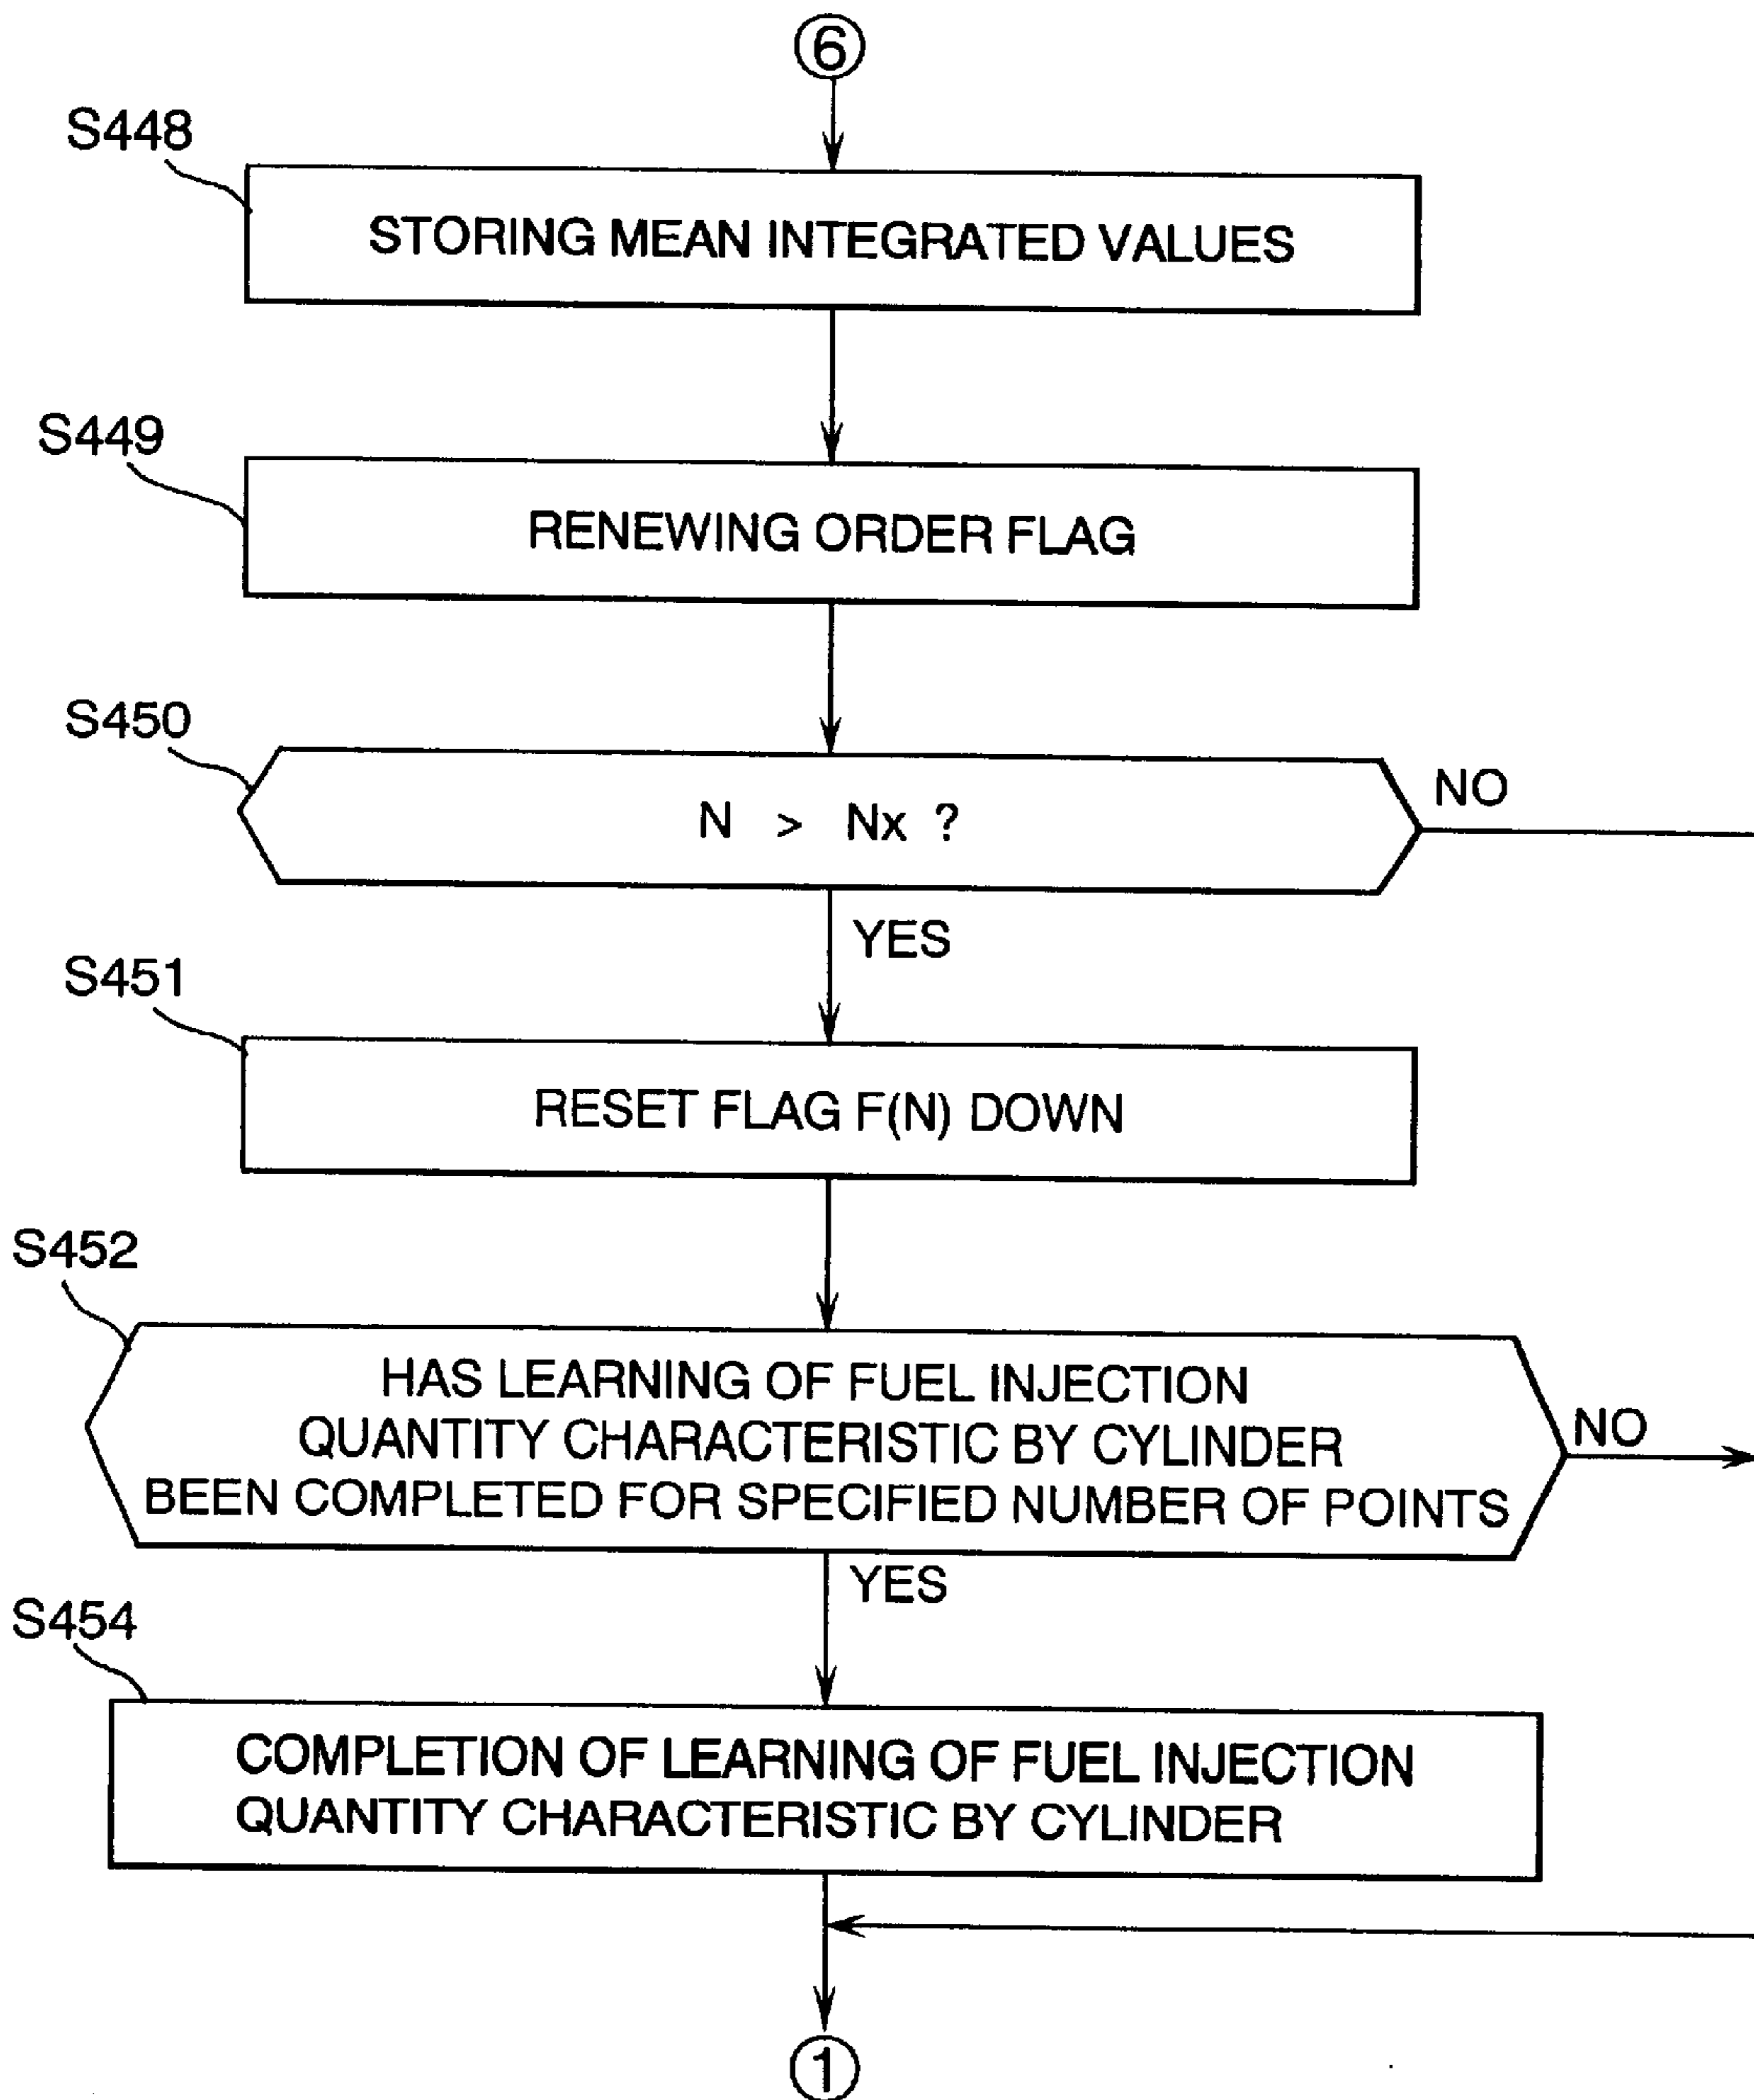 6
S448
STORING MEAN INTEGRATED VALUES
S449
RENEWING ORDER FLAG
S450
N > Nx ?
NO
YES
S451
RESET FLAG F(N) DOWN
S452
HAS LEARNING OF FUEL INJECTION
QUANTITY CHARACTERISTIC BY CYLINDER
BEEN COMPLETED FOR SPECIFIED NUMBER OF POINTS
NO
YES
S454
COMPLETION OF LEARNING OF FUEL INJECTION
QUANTITY CHARACTERISTIC BY CYLINDER
1